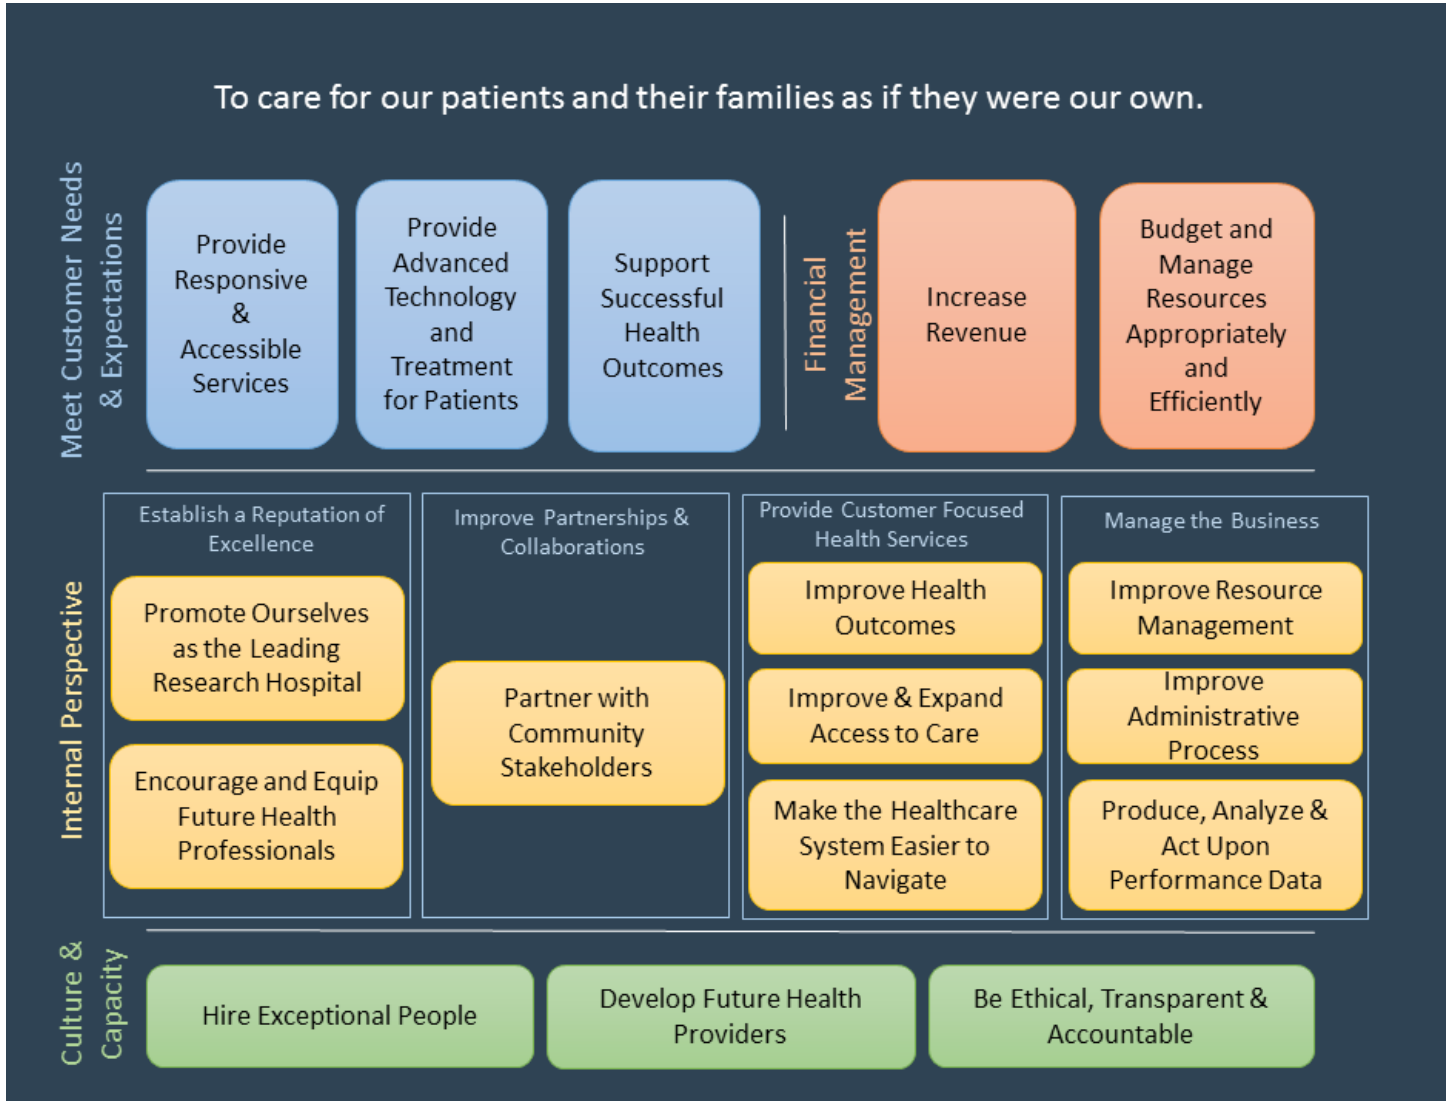 To care for our patients and their families as if they were our own.
Meet Customer Needs
& Expectations
Provide
Responsive
&
Accessible
Services
Provide
Advanced
Technology
and
Treatment
for Patients
Support
Successful
Health
Outcomes
Financial
Management
Increase
Revenue
Budget and
Manage
Resources
Appropriately
and
Efficiently
Internal Perspective
Establish a Reputation of
Excellence
Promote Ourselves
as the Leading
Research Hospital
Encourage and Equip
Future Health
Professionals
Improve Partnerships &
Collaborations
Partner with
Community
Stakeholders
Provide Customer Focused
Health Services
Improve Health
Outcomes
Improve & Expand
Access to Care
Make the Healthcare
System Easier to
Navigate
Manage the Business
Improve Resource
Management
Improve
Administrative
Process
Produce, Analyze &
Act Upon
Performance Data
Culture &
Capacity
Hire Exceptional People
Develop Future Health
Providers
Be Ethical, Transparent &
Accountable